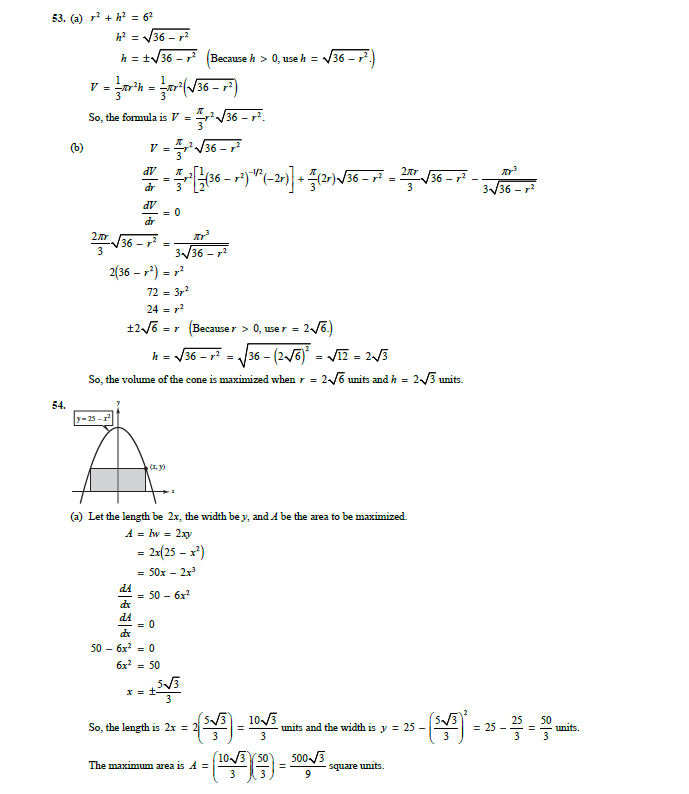 53. (a) r² + h² = 6²
h² = √(36 − r²)
h = ±√(36 − r²) (Because h > 0, use h = √(36 − r²).)
V = 1/3 πr²h = 1/3 πr²(√(36 − r²))
So, the formula is V = π/3 r²√(36 − r²).
(b) V = π/3 r²√(36 − r²)
dV/dr = π/3 r²[1/2(36 − r²)^(−1/2)(−2r)] + π/3(2r)√(36 − r²) = 2πr/3 √(36 − r²) − πr³/(3√(36 − r²))
dV/dr = 0
2πr/3 √(36 − r²) = πr³/(3√(36 − r²))
2(36 − r²) = r²
72 = 3r²
24 = r²
±2√6 = r (Because r > 0, use r = 2√6.)
h = √(36 − r²) = √(36 − (2√6)²) = √12 = 2√3
So, the volume of the cone is maximized when r = 2√6 units and h = 2√3 units.
54.
y
y = 25 − x²
(x, y)
x
(a) Let the length be 2x, the width be y, and A be the area to be maximized.
A = lw = 2xy
= 2x(25 − x²)
= 50x − 2x³
dA/dx = 50 − 6x²
dA/dx = 0
50 − 6x² = 0
6x² = 50
x = ±5√3/3
So, the length is 2x = 2(5√3/3) = 10√3/3 units and the width is y = 25 − (5√3/3)² = 25 − 25/3 = 50/3 units.
The maximum area is A = (10√3/3)(50/3) = 500√3/9 square units.